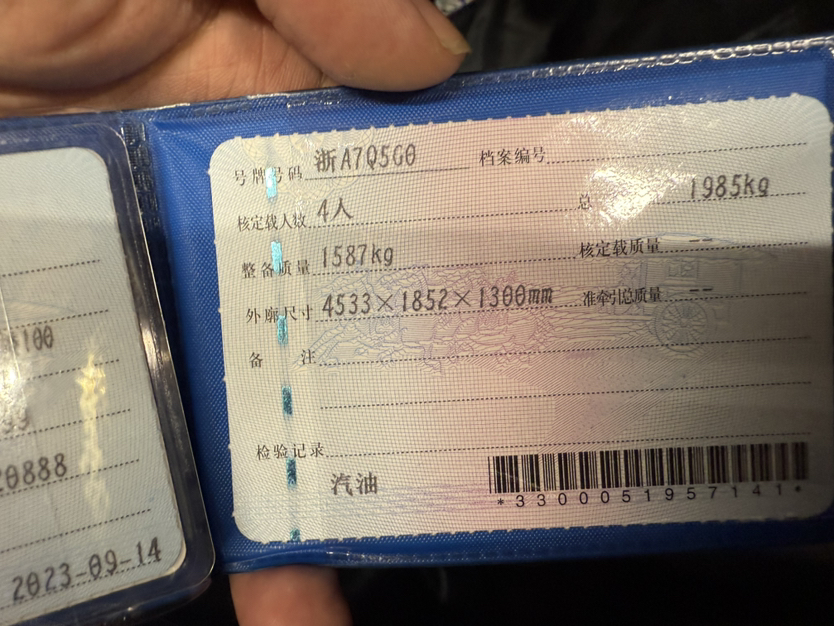 号牌号码 浙A7Q5G0 档案编号
核定载人数 4人 总 1985kg
整备质量 1587kg 核定载质量 --
外廓尺寸 4533×1852×1300mm 准牵引总质量 --
备 注
检验记录
汽油
*3300051957141*
100
0888
2023-09-14